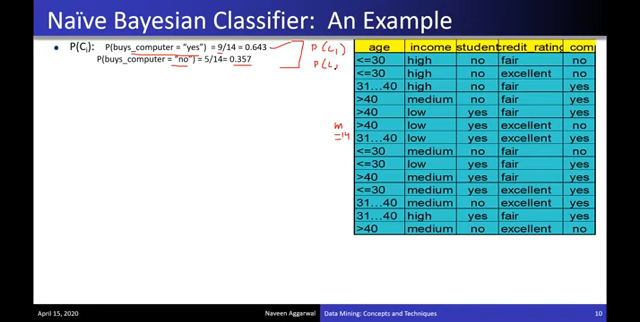 Naïve Bayesian Classifier: An Example
P(Cᵢ): P(buys_computer = "yes") = 9/14 = 0.643
P(buys_computer = "no") = 5/14= 0.357
P(C₁)
P(C
m
=14
age income student credit_rating comp
<=30 high no fair no
<=30 high no excellent no
31…40 high no fair yes
>40 medium no fair yes
>40 low yes fair yes
>40 low yes excellent no
31…40 low yes excellent yes
<=30 medium no fair no
<=30 low yes fair yes
>40 medium yes fair yes
<=30 medium yes excellent yes
31…40 medium no excellent yes
31…40 high yes fair yes
>40 medium no excellent no
April 15, 2020 Naveen Aggarwal Data Mining: Concepts and Techniques 10